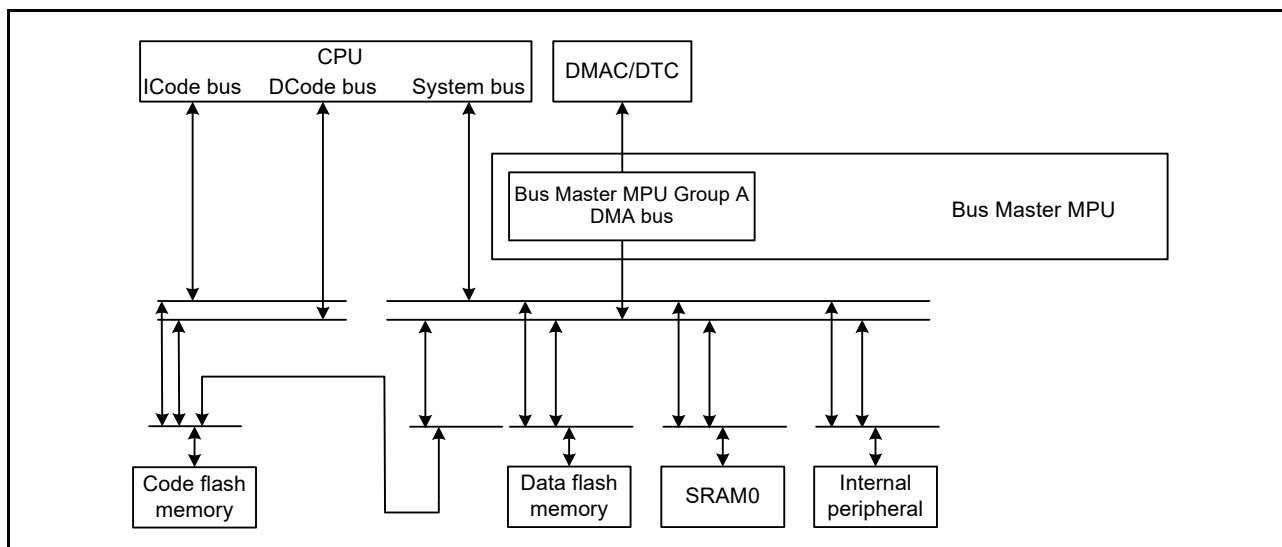 CPU
ICode bus DCode bus System bus
DMAC/DTC
Bus Master MPU Group A
DMA bus
Bus Master MPU
Code flash
memory
Data flash
memory
SRAM0
Internal
peripheral